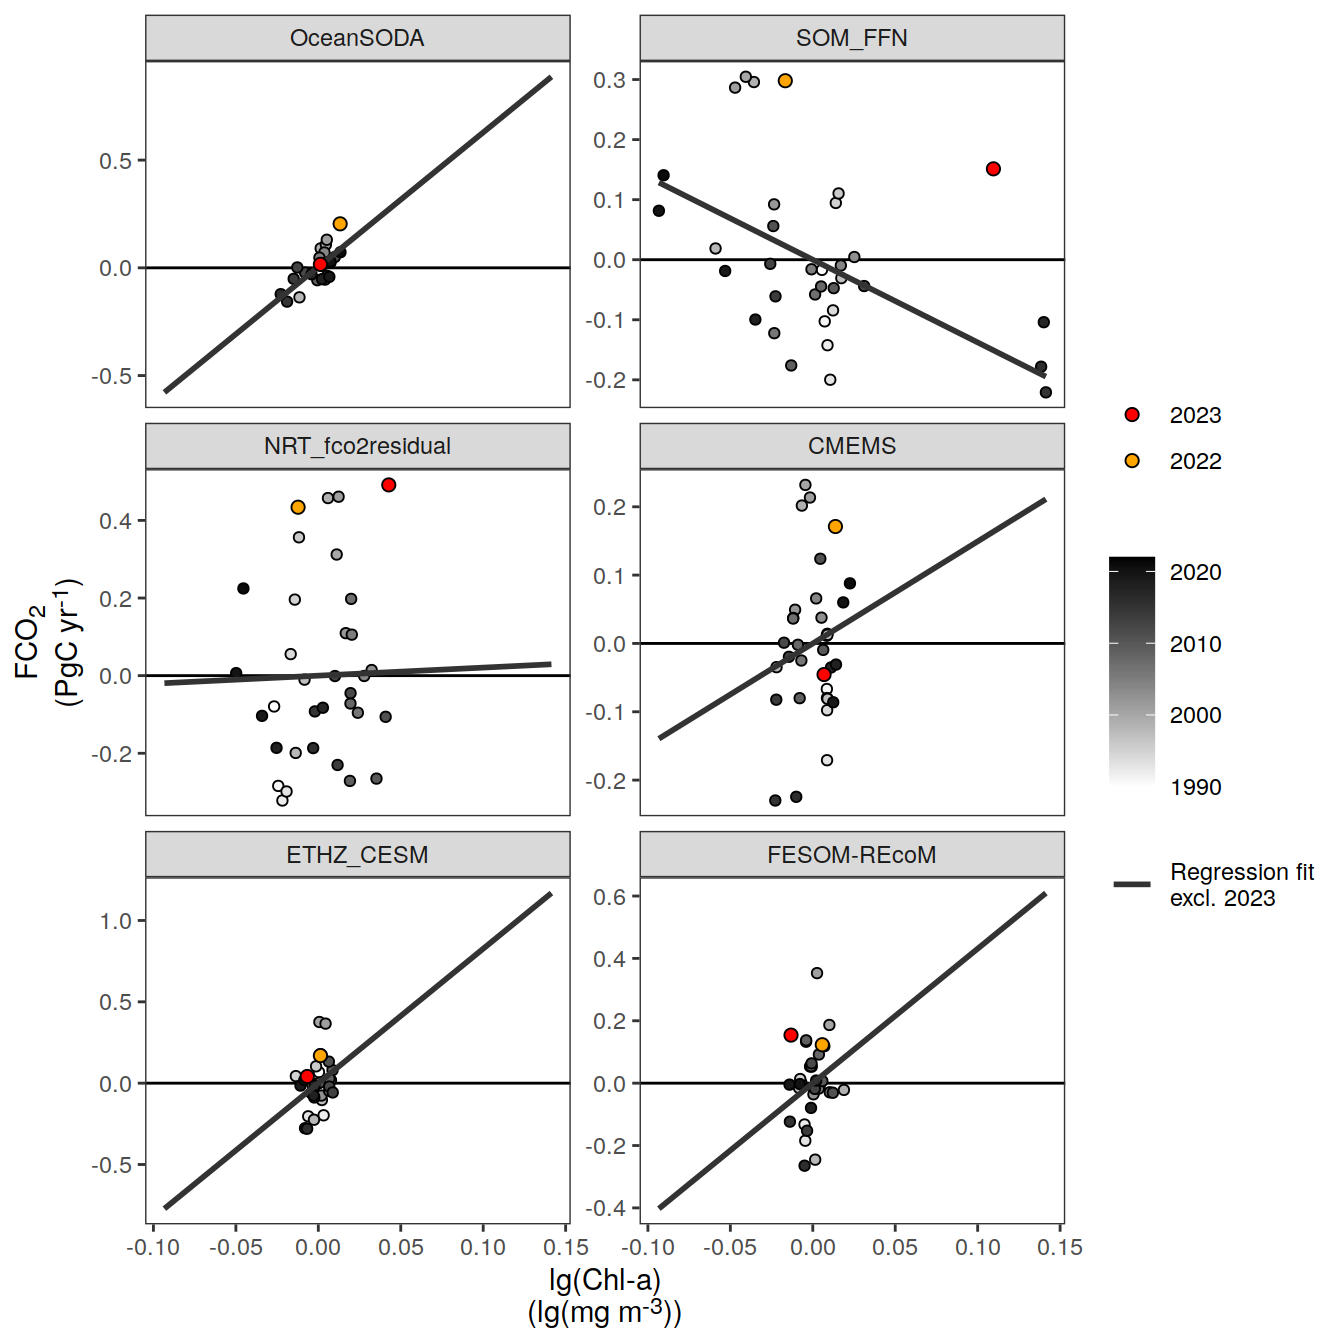 OceanSODA
SOM_FFN
0.5
0.0
-0.5
0.3
0.2
0.1
0.0
-0.1
-0.2
NRT_fco2residual
CMEMS
0.4
0.2
0.0
-0.2
0.2
0.1
0.0
-0.1
-0.2
ETHZ_CESM
FESOM-REcoM
1.0
0.5
0.0
-0.5
0.6
0.4
0.2
0.0
-0.2
-0.4
-0.10 -0.05 0.00 0.05 0.10 0.15
-0.10 -0.05 0.00 0.05 0.10 0.15
FCO2
(PgC yr-1)
lg(Chl-a)
(lg(mg m-3))
2023
2022
2020
2010
2000
1990
Regression fit
excl. 2023